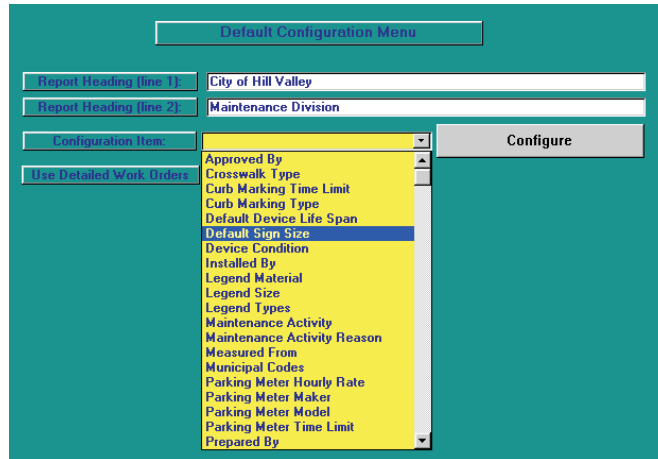 Default Configuration Menu
Report Heading (line 1): City of Hill Valley
Report Heading (line 2): Maintenance Division
Configuration Item: Configure
Use Detailed Work Orders
Approved By
Crosswalk Type
Curb Marking Time Limit
Curb Marking Type
Default Device Life Span
Default Sign Size
Device Condition
Installed By
Legend Material
Legend Size
Legend Types
Maintenance Activity
Maintenance Activity Reason
Measured From
Municipal Codes
Parking Meter Hourly Rate
Parking Meter Maker
Parking Meter Model
Parking Meter Time Limit
Prepared By